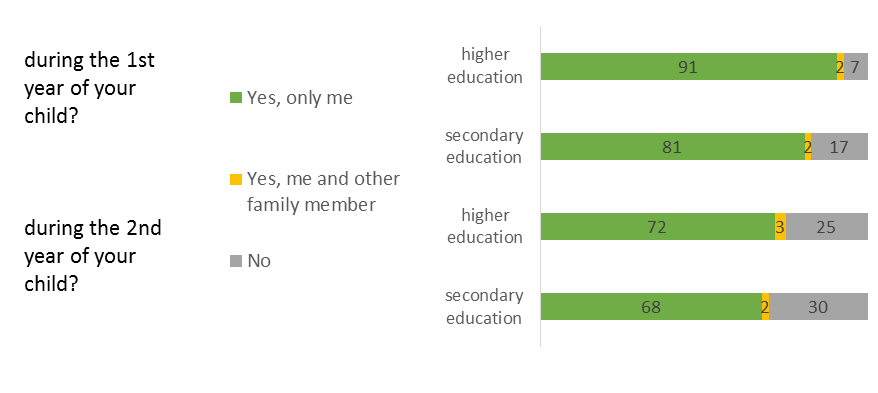 during the 1st
year of your
child?
Yes, only me
Yes, me and other
family member
during the 2nd
year of your
child?
No
higher
education
91
2
7
secondary
education
81
2
17
higher
education
72
3
25
secondary
education
68
2
30